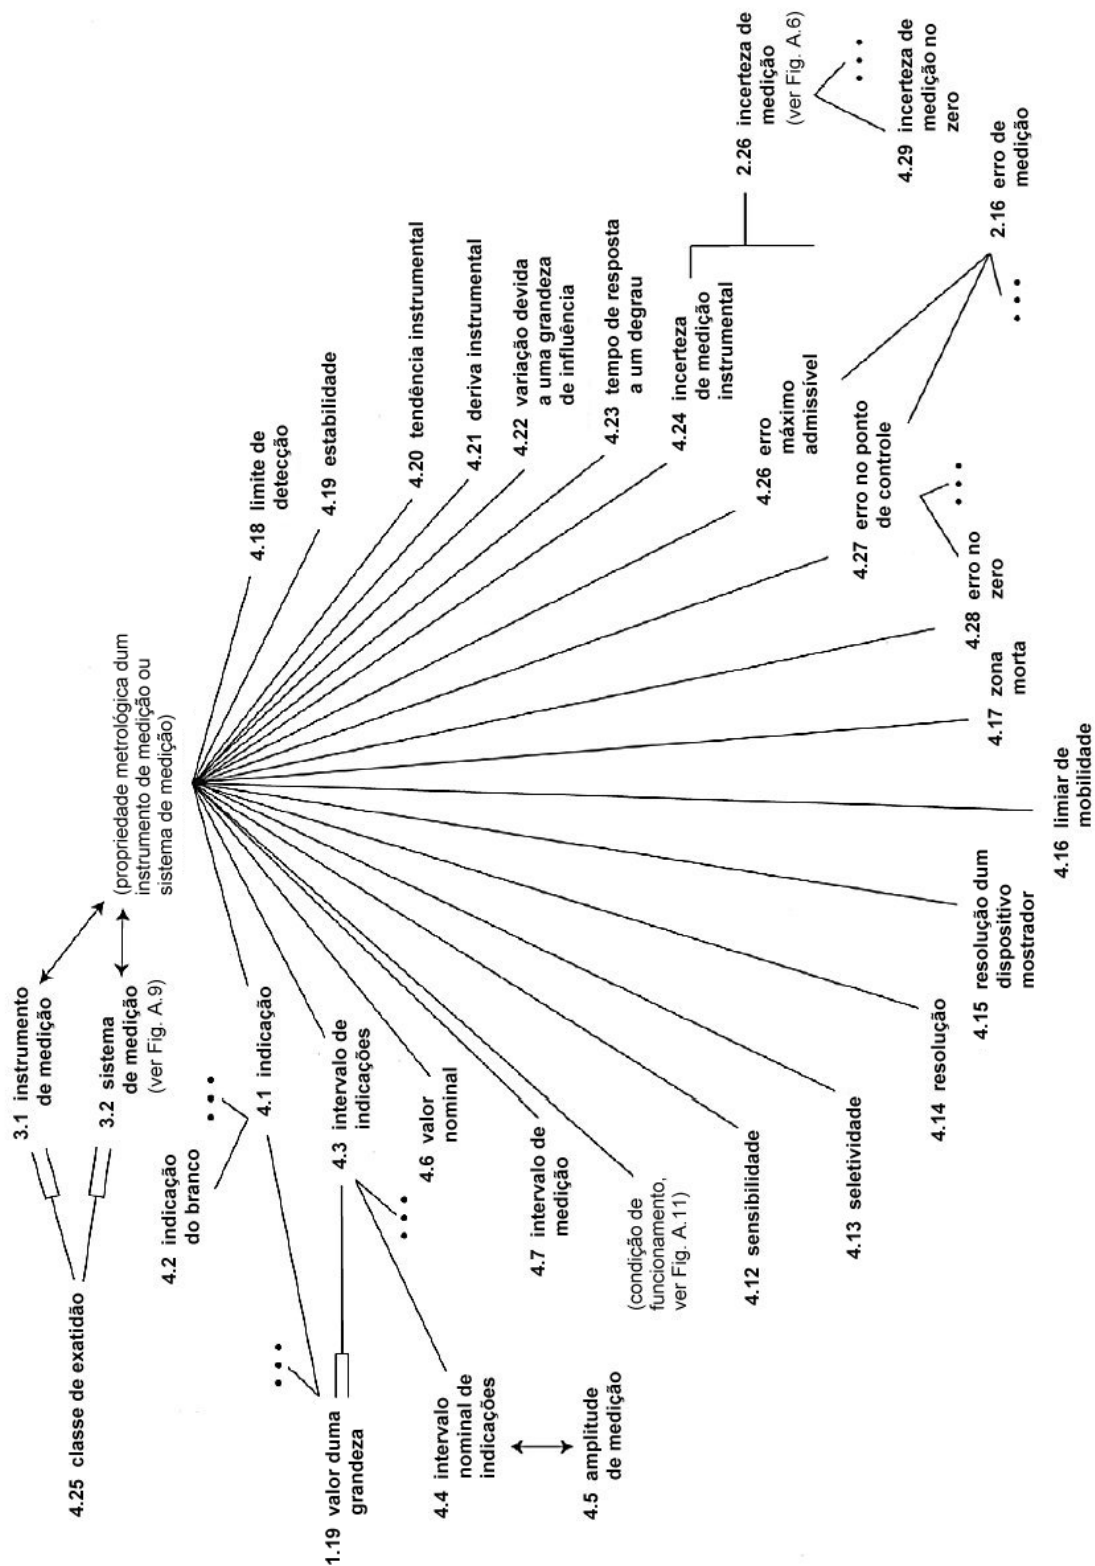 4.25 classe de exatidão
3.1 instrumento
de medição
3.2 sistema
de medição
(ver Fig. A.9)
(propriedade metrológica dum
instrumento de medição ou
sistema de medição)
4.2 indicação
do branco
4.1 indicação
1.19 valor duma
grandeza
4.3 intervalo de
indicações
4.4 intervalo
nominal de
indicações
4.5 amplitude
de medição
4.6 valor
nominal
4.7 intervalo de
medição
(condição de
funcionamento,
ver Fig. A.11)
4.12 sensibilidade
4.13 seletividade
4.14 resolução
4.15 resolução dum
dispositivo
mostrador
4.16 limiar de
mobilidade
4.17 zona
morta
4.18 limite de
detecção
4.19 estabilidade
4.20 tendência instrumental
4.21 deriva instrumental
4.22 variação devida
a uma grandeza
de influência
4.23 tempo de resposta
a um degrau
4.24 incerteza
de medição
instrumental
2.26 incerteza de
medição
(ver Fig. A.6)
4.29 incerteza de
medição no
zero
4.26 erro
máximo
admissível
4.27 erro no ponto
de controle
4.28 erro no
zero
2.16 erro de
medição